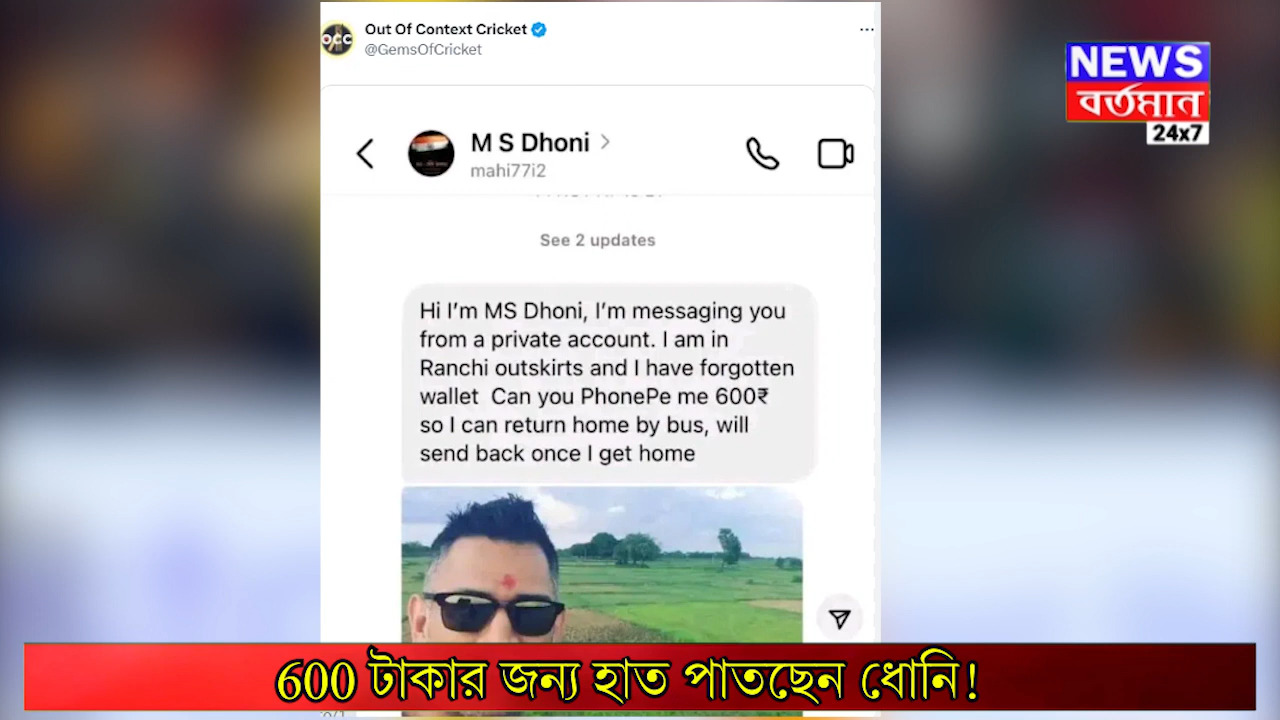 Out Of Context Cricket
@GemsOfCricket
OCC
NEWS
বর্তমান
24x7
M S Dhoni
mahi77i2
See 2 updates
Hi I'm MS Dhoni, I'm messaging you
from a private account. I am in
Ranchi outskirts and I have forgotten
wallet Can you PhonePe me 600₹
so I can return home by bus, will
send back once I get home
600 টাকার জন্য হাত পাতছেন ধোনি!